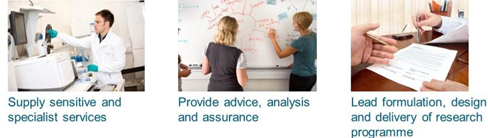 Supply sensitive and
specialist services
Provide advice, analysis
and assurance
Lead formulation, design
and delivery of research
programme